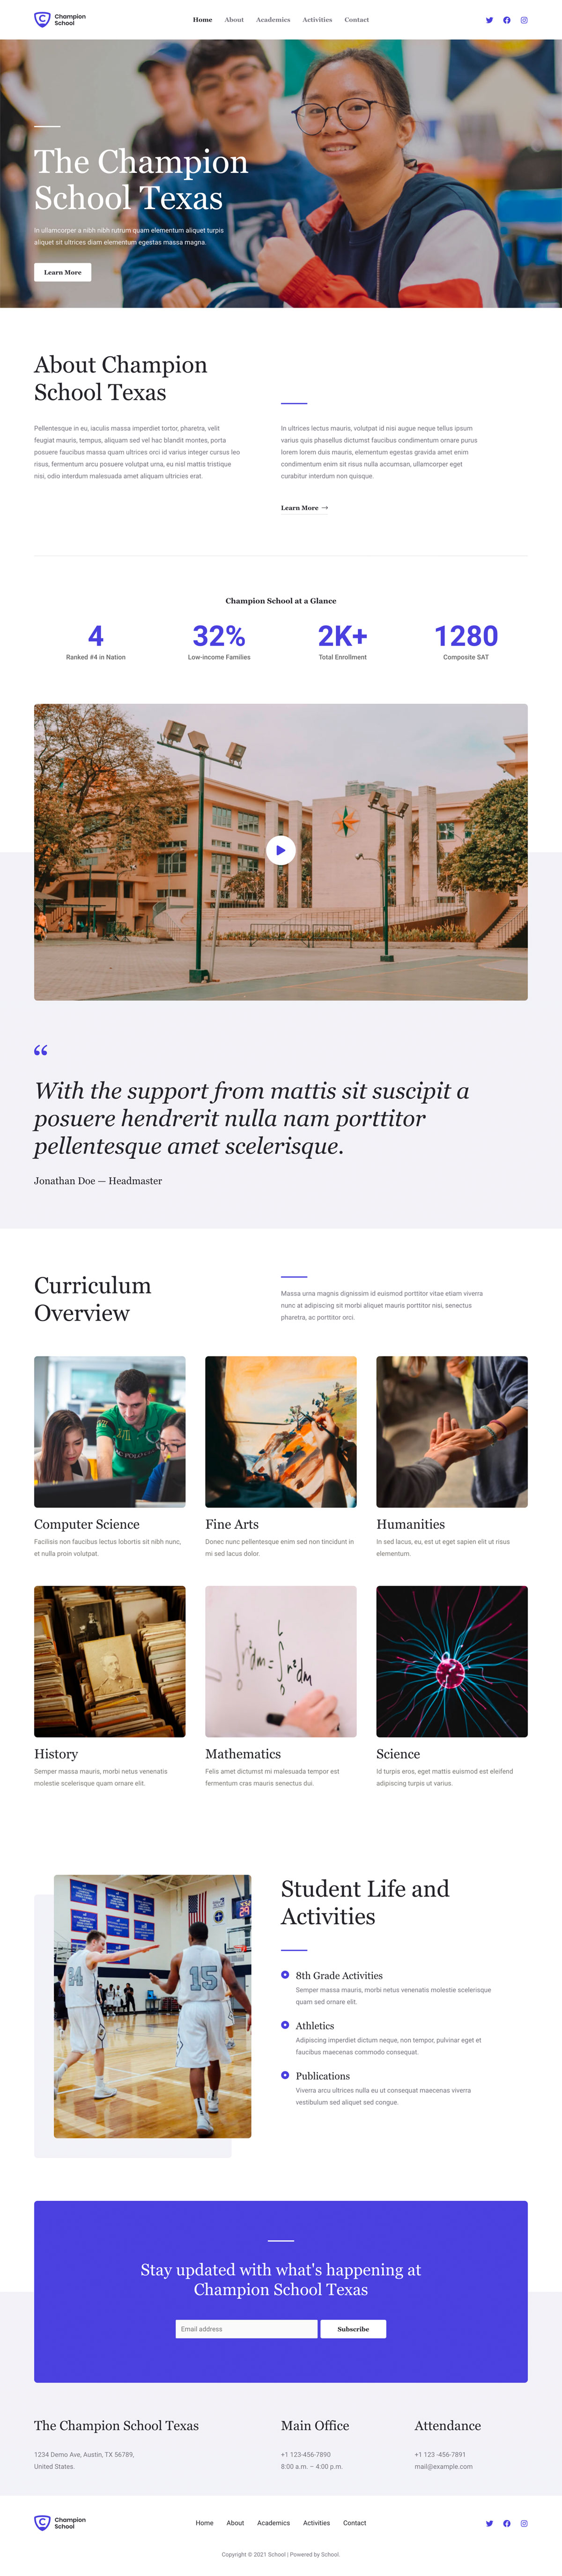 Champion
School
Home About Academics Activities Contact
The Champion
School Texas
In ullamcorper a nibh nibh rutrum quam elementum aliquet turpis
aliquet sit ultrices diam elementum egestas massa magna.
Learn More
About Champion
School Texas
Pellentesque in eu, iaculis massa imperdiet tortor, pharetra, velit
feugiat mauris, tempus, aliquam sed vel hac blandit montes, porta
posuere faucibus massa quam ultrices orci id varius integer cursus leo
risus, fermentum arcu posuere volutpat urna, eu nisl mattis tristique
nisi, odio interdum malesuada amet aliquam ultricies erat.
In ultrices lectus mauris, volutpat id nisi augue neque tellus ipsum
varius quis phasellus dictumst faucibus condimentum ornare purus
lorem lorem duis mauris, elementum egestas gravida amet enim
condimentum enim sit risus nulla accumsan, ullamcorper eget
curabitur interdum non quisque.
Learn More →
Champion School at a Glance
4
Ranked #4 in Nation
32%
Low-income Families
2K+
Total Enrollment
1280
Composite SAT
“
With the support from mattis sit suscipit a
posuere hendrerit nulla nam porttitor
pellentesque amet scelerisque.
Jonathan Doe — Headmaster
Curriculum
Overview
Massa urna magnis dignissim id euismod porttitor vitae etiam viverra
nunc at adipiscing sit morbi aliquet mauris porttitor nisi, senectus
pharetra, ac porttitor orci.
Computer Science
Facilisis non faucibus lectus lobortis sit nibh nunc,
et nulla proin volutpat.
Fine Arts
Donec nunc pellentesque enim sed non tincidunt in
mi sed lacus dolor.
Humanities
In sed lacus, eu, est ut eget sapien elit ut risus
elementum.
History
Semper massa mauris, morbi netus venenatis
molestie scelerisque quam ornare elit.
Mathematics
Felis amet dictumst mi malesuada tempor est
fermentum cras mauris senectus dui.
Science
Id turpis eros, eget mattis euismod est eleifend
adipiscing turpis ut varius.
24
84
15
Student Life and
Activities
8th Grade Activities
Semper massa mauris, morbi netus venenatis molestie scelerisque
quam sed ornare elit.
Athletics
Adipiscing imperdiet dictum neque, non tempor, pulvinar eget et
faucibus maecenas commodo consequat.
Publications
Viverra arcu ultrices nulla eu ut consequat maecenas viverra
vestibulum sed aliquet sed congue.
Stay updated with what's happening at
Champion School Texas
Email address
Subscribe
The Champion School Texas
1234 Demo Ave, Austin, TX 56789,
United States.
Main Office
+1 123-456-7890
8:00 a.m. – 4:00 p.m.
Attendance
+1 123 -456-7891
mail@example.com
Champion
School
Home About Academics Activities Contact
Copyright © 2021 School | Powered by School.